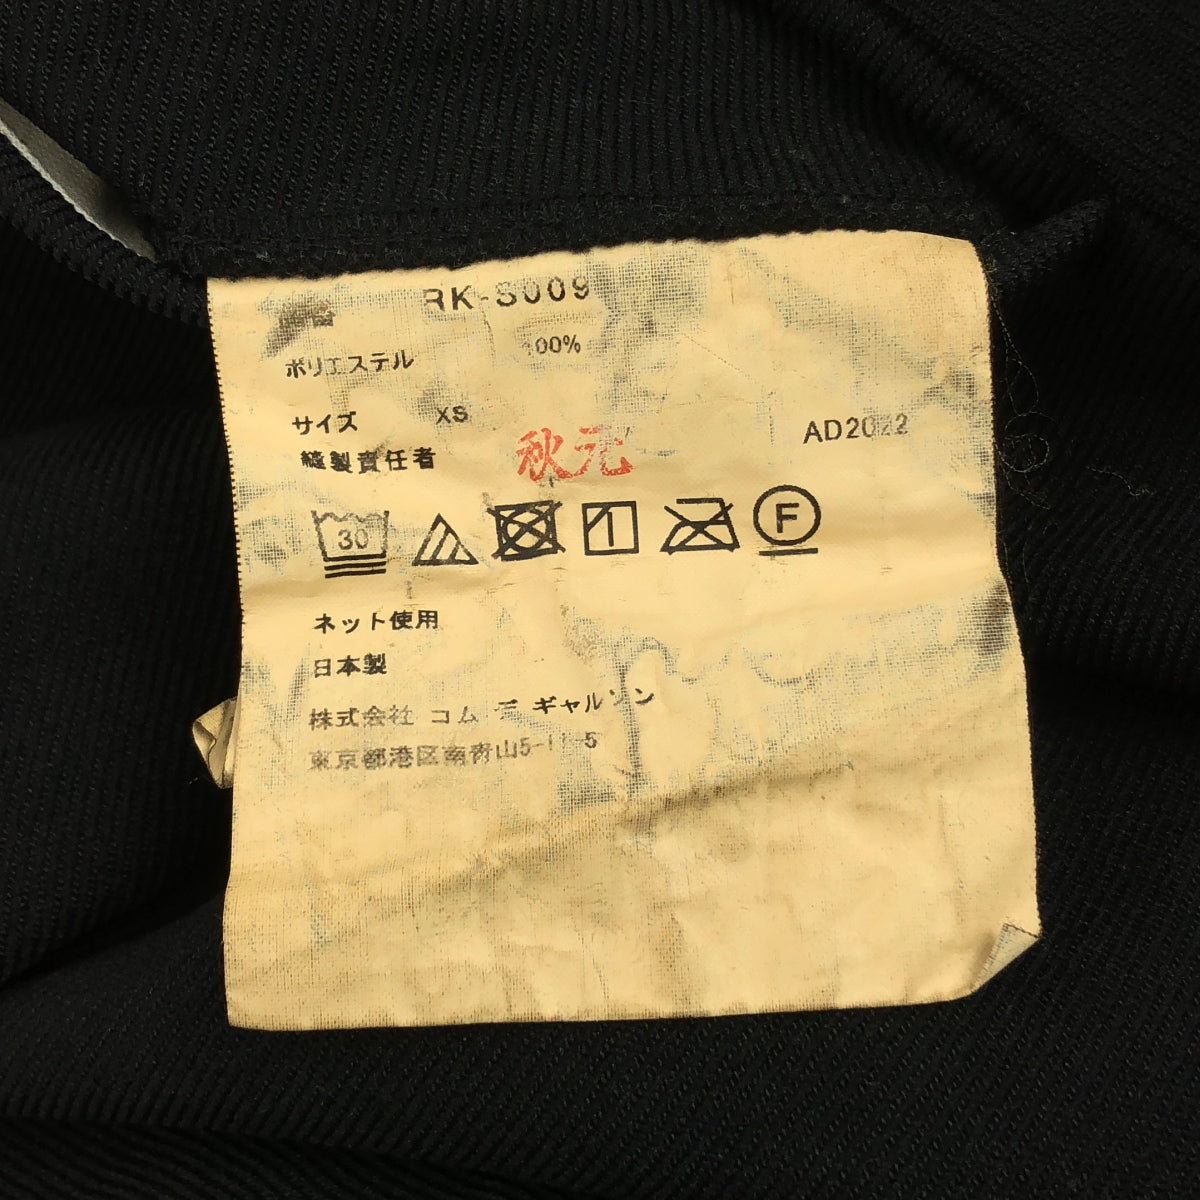 RK-S009
ポリエステル 100%
サイズ XS
秋元 AD2022
縫製責任者
30 F
ネット使用
日本製
株式会社 コム デ ギャルソン
東京都港区南青山5-11-5